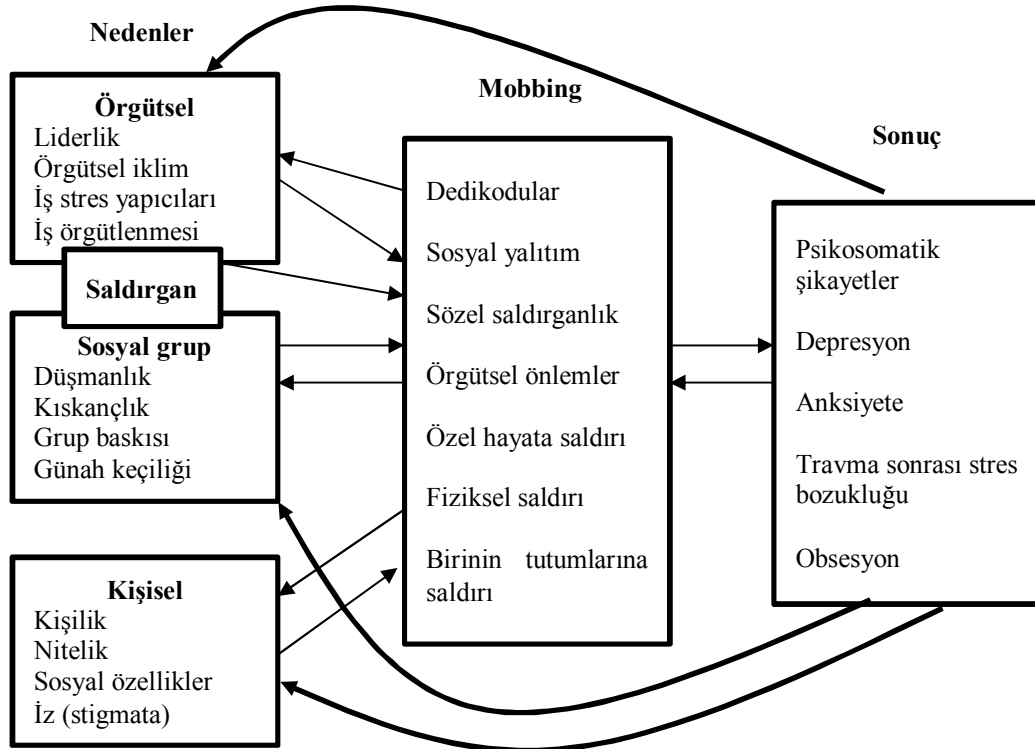 Nedenler
Örgütsel
Liderlik
Örgütsel iklim
İş stres yapıcıları
İş örgütlenmesi
Saldırgan
Sosyal grup
Düşmanlık
Kıskançlık
Grup baskısı
Günah keçiliği
Kişisel
Kişilik
Nitelik
Sosyal özellikler
İz (stigmata)
Mobbing
Dedikodular
Sosyal yalıtım
Sözel saldırganlık
Örgütsel önlemler
Özel hayata saldırı
Fiziksel saldırı
Birinin tutumlarına
saldırı
Sonuç
Psikosomatik
şikayetler
Depresyon
Anksiyete
Travma sonrası stres
bozukluğu
Obsesyon